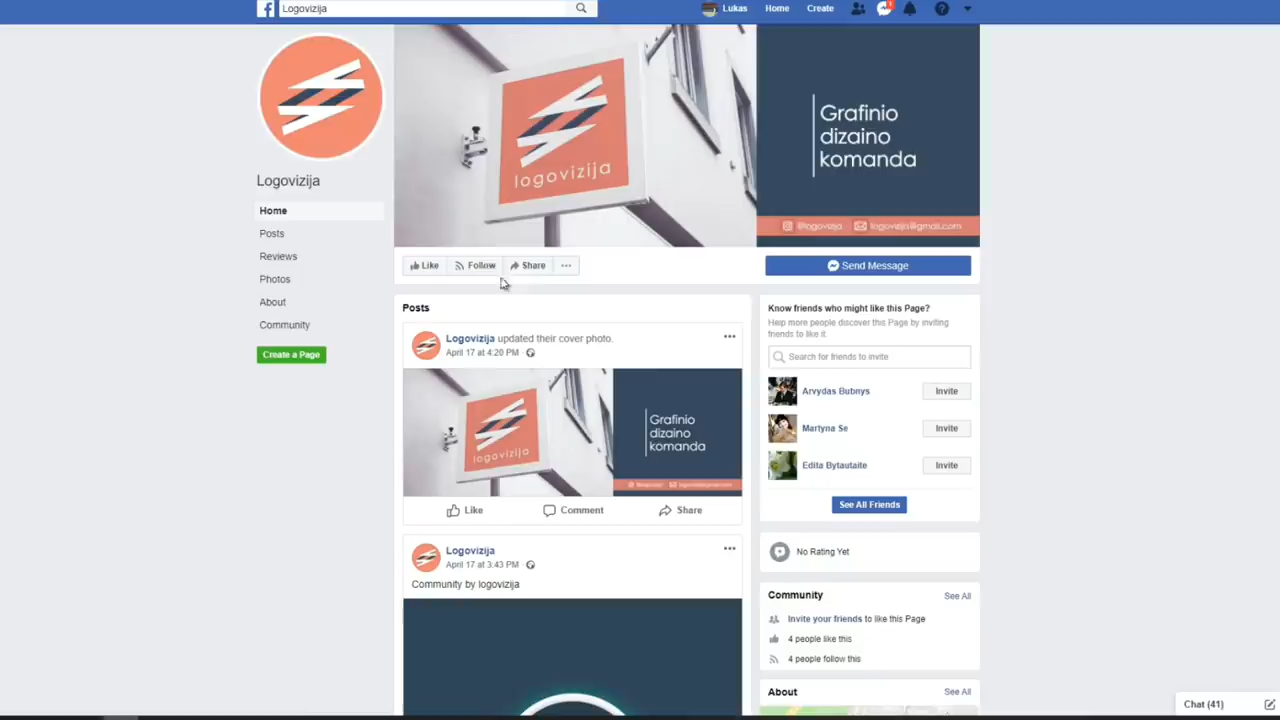 Logovizija
Lukas
Home
Create
logovizija
Grafinio
dizaino
komanda
@logovizija
logovizija@gmail.com
Logovizija
Home
Posts
Reviews
Photos
About
Community
Create a Page
Like
Follow
Share
Send Message
Posts
Logovizija updated their cover photo.
April 17 at 4:20 PM
logovizija
Grafinio
dizaino
komanda
Like
Comment
Share
Logovizija
April 17 at 3:43 PM
Community by logovizija
Know friends who might like this Page?
Help more people discover this Page by inviting
friends to like it.
Search for friends to invite
Arvydas Bubnys
Invite
Martyna Se
Invite
Edita Bytautaite
Invite
See All Friends
No Rating Yet
Community
See All
Invite your friends to like this Page
4 people like this
4 people follow this
About
See All
Chat (41)